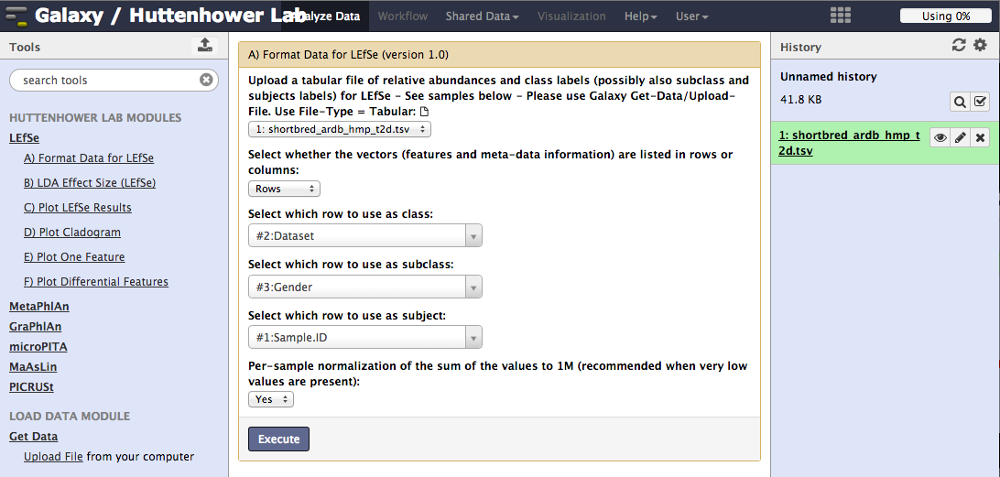 Galaxy / Huttenhower Lab
Analyze Data
Workflow
Shared Data
Visualization
Help
User
Using 0%
Tools
search tools
HUTTENHOWER LAB MODULES
LEfSe
A) Format Data for LEfSe
B) LDA Effect Size (LEfSe)
C) Plot LEfSe Results
D) Plot Cladogram
E) Plot One Feature
F) Plot Differential Features
MetaPhlAn
GraPhlAn
microPITA
MaAsLin
PICRUSt
LOAD DATA MODULE
Get Data
Upload File from your computer
A) Format Data for LEfSe (version 1.0)
Upload a tabular file of relative abundances and class labels (possibly also subclass and
subjects labels) for LEfSe - See samples below - Please use Galaxy Get-Data/Upload-
File. Use File-Type = Tabular:
1: shortbred_ardb_hmp_t2d.tsv
Select whether the vectors (features and meta-data information) are listed in rows or
columns:
Rows
Select which row to use as class:
#2:Dataset
Select which row to use as subclass:
#3:Gender
Select which row to use as subject:
#1:Sample.ID
Per-sample normalization of the sum of the values to 1M (recommended when very low
values are present):
Yes
Execute
History
Unnamed history
41.8 KB
1: shortbred_ardb_hmp_t
2d.tsv